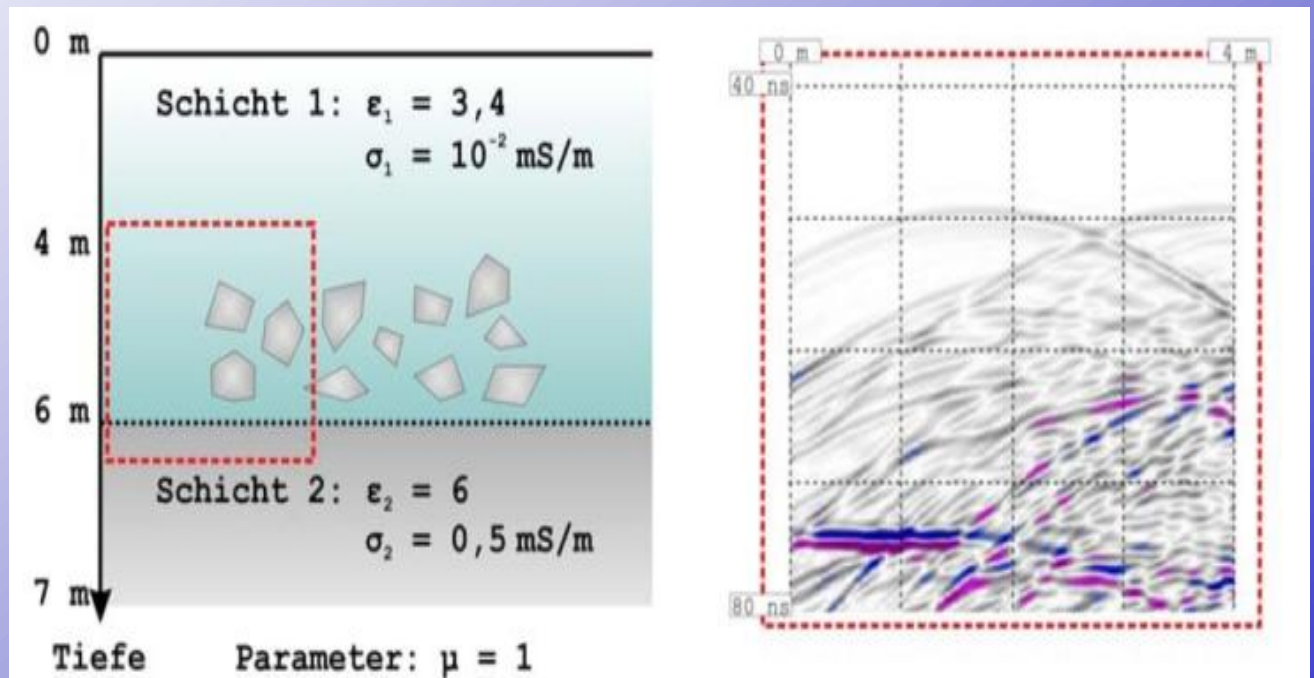 0 m
Schicht 1: ε₁ = 3,4
σ₁ = 10⁻² mS/m
4 m
6 m
Schicht 2: ε₂ = 6
σ₂ = 0,5 mS/m
7 m
Tiefe
Parameter: μ = 1
0 m
4 m
40 ns
80 ns